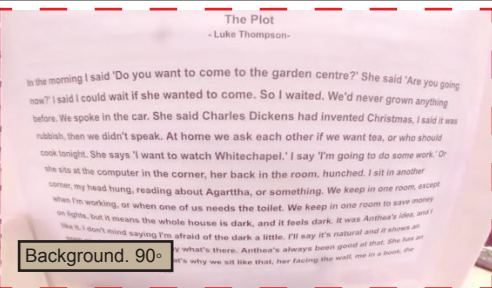 The Plot
- Luke Thompson-
In the morning I said 'Do you want to come to the garden centre?' She said 'Are you going
now?' I said I could wait if she wanted to come. So I waited. We'd never grown anything
before. We spoke in the car. She said Charles Dickens had invented Christmas, I said it was
rubbish, then we didn't speak. At home we ask each other if we want tea, or who should
cook tonight. She says 'I want to watch Whitechapel.' I say 'I'm going to do some work.' Or
she sits at the computer in the corner, her back in the room, hunched. I sit in another
corner, my head hung, reading about Agarttha, or something. We keep in one room, except
when I'm working, or when one of us needs the toilet. We keep in one room to save money
on lights, but it means the whole house is dark, and it feels dark. It was Anthea's idea, and I
like it. I don't mind saying I'm afraid of the dark a little. I'll say it's natural and it shows an
what's there. Anthea's always been good at that. She has an
that's why we sit like that, her facing the wall, me in a book, the
Background. 90°